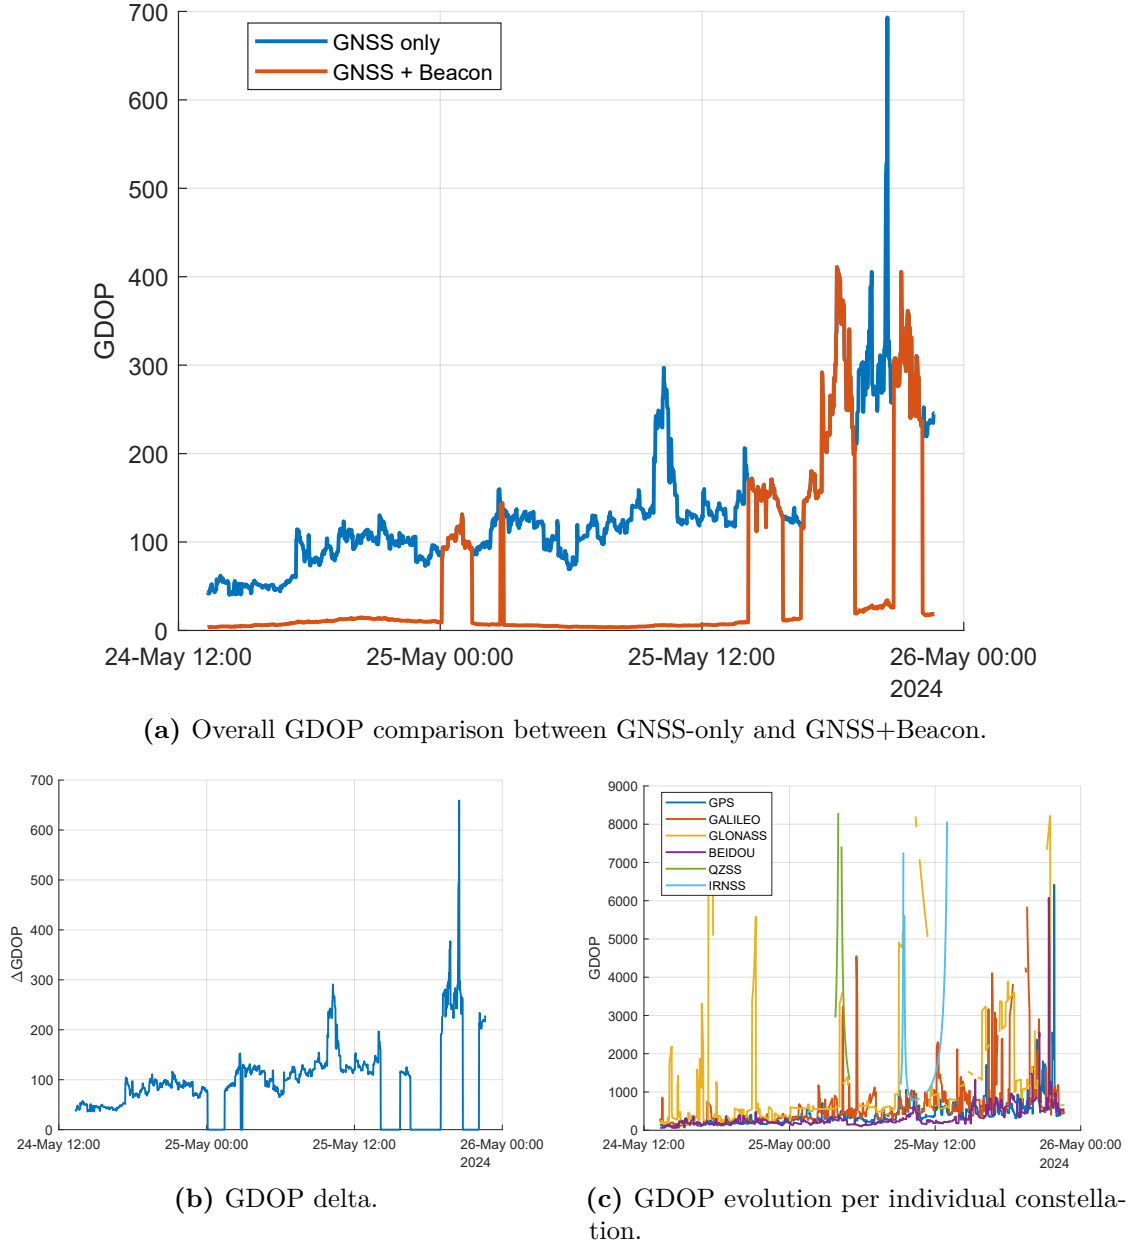 700
600
500
400
300
200
100
0
GDOP
GNSS only
GNSS + Beacon
24-May 12:00 25-May 00:00 25-May 12:00 26-May 00:00
2024
(a) Overall GDOP comparison between GNSS-only and GNSS+Beacon.
700
600
500
400
300
200
100
0
Δ GDOP
24-May 12:00 25-May 00:00 25-May 12:00 26-May 00:00
2024
(b) GDOP delta.
9000
8000
7000
6000
5000
4000
3000
2000
1000
0
GDOP
GPS
GALILEO
GLONASS
BEIDOU
QZSS
IRNSS
24-May 12:00 25-May 00:00 25-May 12:00 26-May 00:00
2024
(c) GDOP evolution per individual constella-
tion.